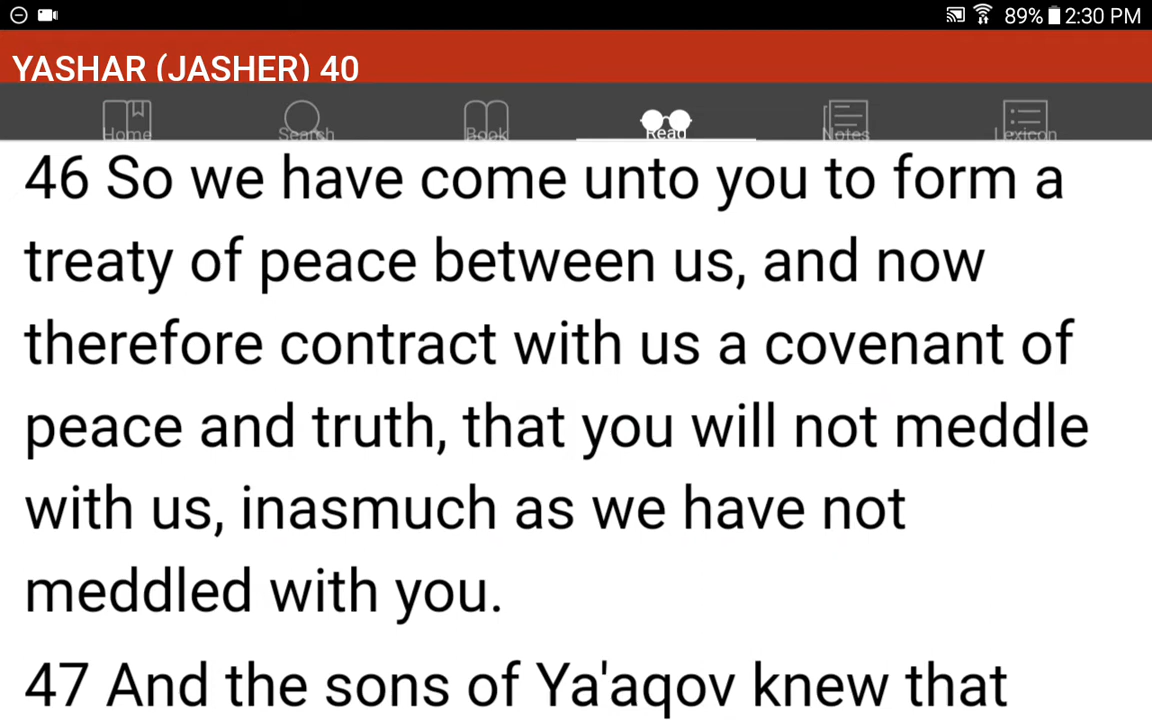 89% 2:30 PM
YASHAR (JASHER) 40
Home Search Book Read Notes Lexicon
46 So we have come unto you to form a
treaty of peace between us, and now
therefore contract with us a covenant of
peace and truth, that you will not meddle
with us, inasmuch as we have not
meddled with you.
47 And the sons of Ya'aqov knew that